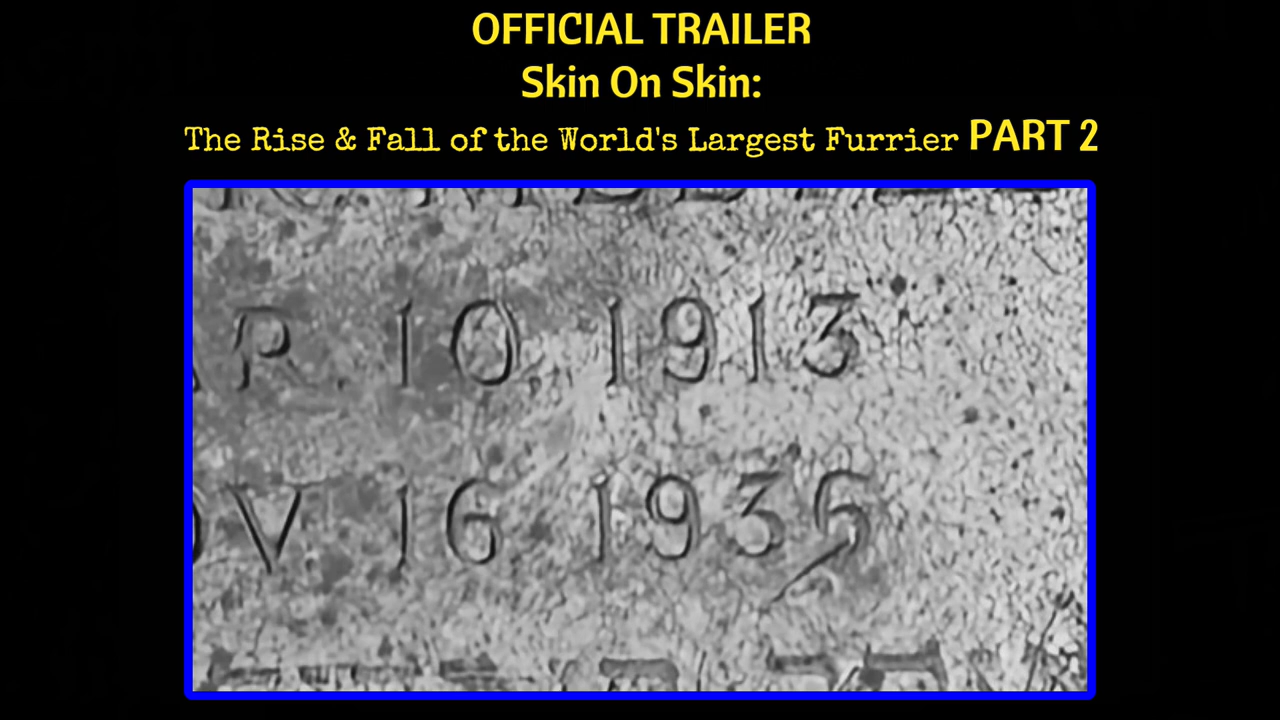 OFFICIAL TRAILER
Skin On Skin:
The Rise & Fall of the World's Largest Furrier PART 2
10 1913
16 1935